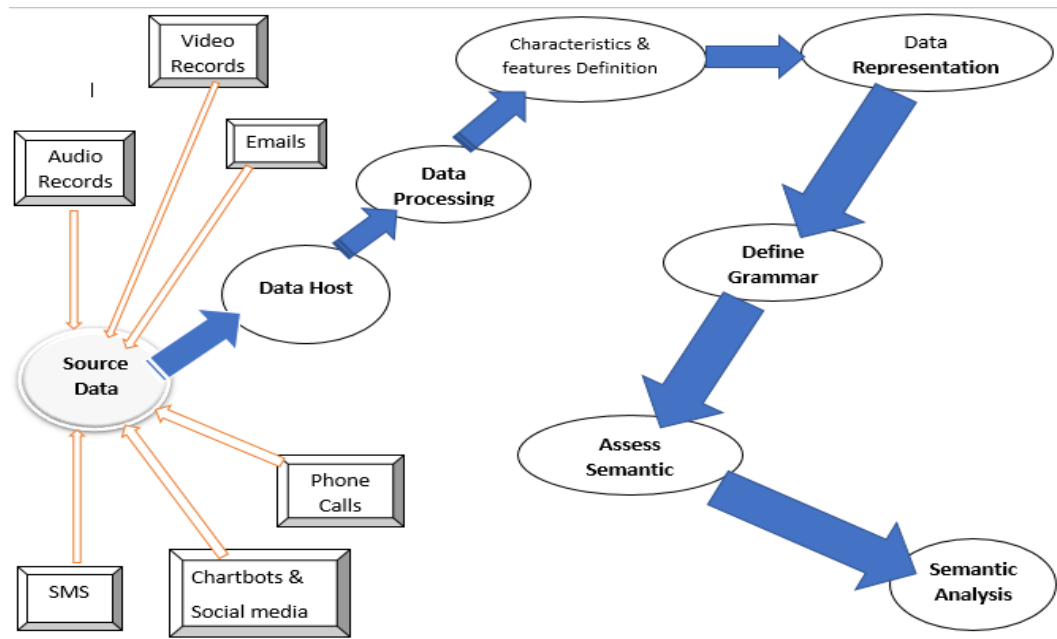 Video
Records
Audio
Records
Emails
Source
Data
SMS
Chartbots &
Social media
Phone
Calls
Data Host
Data
Processing
Characteristics &
features Definition
Data
Representation
Define
Grammar
Assess
Semantic
Semantic
Analysis